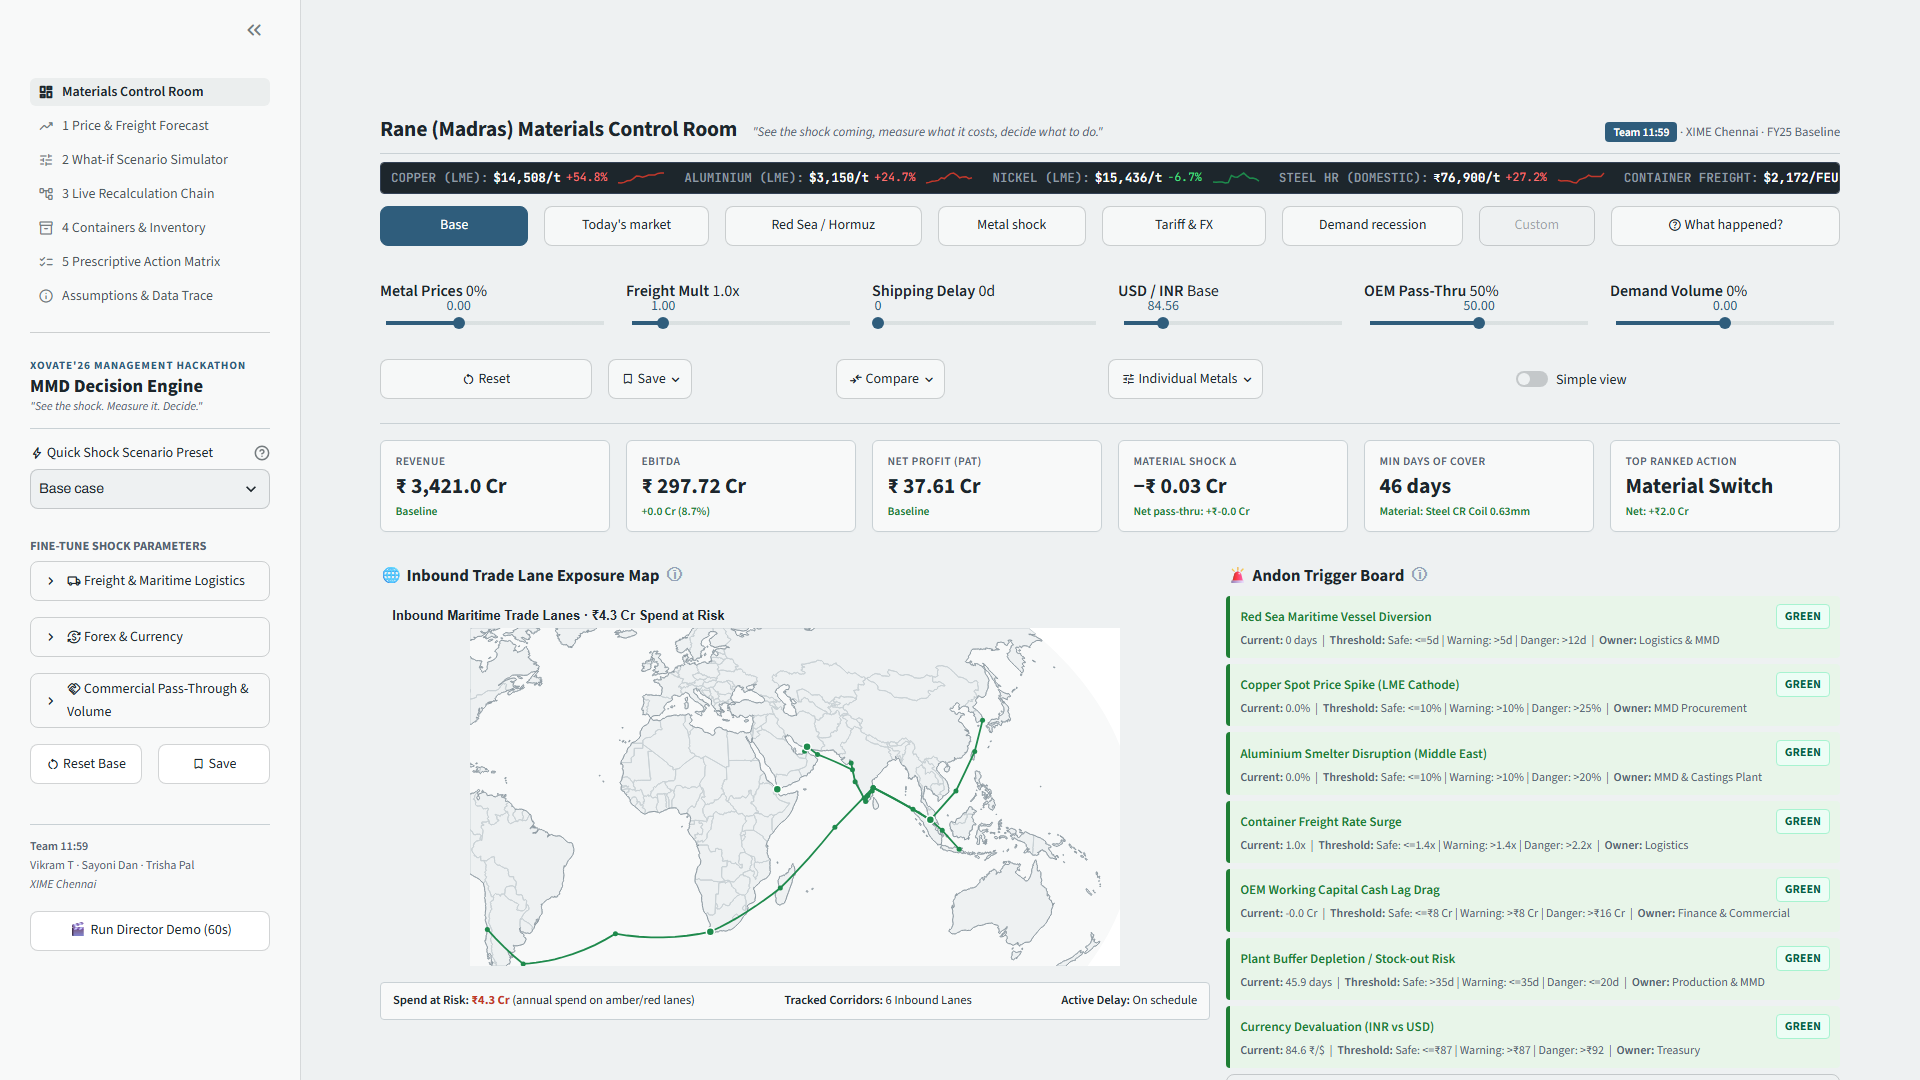 Materials Control Room
1 Price & Freight Forecast
2 What-if Scenario Simulator
3 Live Recalculation Chain
4 Containers & Inventory
5 Prescriptive Action Matrix
Assumptions & Data Trace
XOVATE'26 MANAGEMENT HACKATHON
MMD Decision Engine
"See the shock. Measure it. Decide."
Quick Shock Scenario Preset
Base case
FINE-TUNE SHOCK PARAMETERS
Freight & Maritime Logistics
Forex & Currency
Commercial Pass-Through &
Volume
Reset Base
Save
Team 11:59
Vikram T · Sayoni Dan · Trisha Pal
XIME Chennai
Run Director Demo (60s)
Rane (Madras) Materials Control Room "See the shock coming, measure what it costs, decide what to do." Team 11:59 · XIME Chennai · FY25 Baseline
COPPER (LME): $14,508/t +54.8% ALUMINIUM (LME): $3,150/t +24.7% NICKEL (LME): $15,436/t -6.7% STEEL HR (DOMESTIC): ₹76,900/t +27.2% CONTAINER FREIGHT: $2,172/FEU
Base Today's market Red Sea / Hormuz Metal shock Tariff & FX Demand recession Custom What happened?
Metal Prices 0% Freight Mult 1.0x Shipping Delay 0d USD / INR Base OEM Pass-Thru 50% Demand Volume 0%
0.00 1.00 0 84.56 50.00 0.00
Reset Save Compare Individual Metals Simple view
REVENUE EBITDA NET PROFIT (PAT) MATERIAL SHOCK Δ MIN DAYS OF COVER TOP RANKED ACTION
₹ 3,421.0 Cr ₹ 297.72 Cr ₹ 37.61 Cr −₹ 0.03 Cr 46 days Material Switch
Baseline +0.0 Cr (8.7%) Baseline Net pass-thru: +₹-0.0 Cr Material: Steel CR Coil 0.63mm Net: +₹2.0 Cr
Inbound Trade Lane Exposure Map
Inbound Maritime Trade Lanes · ₹4.3 Cr Spend at Risk
Spend at Risk: ₹4.3 Cr (annual spend on amber/red lanes) Tracked Corridors: 6 Inbound Lanes Active Delay: On schedule
Andon Trigger Board
Red Sea Maritime Vessel Diversion GREEN
Current: 0 days | Threshold: Safe: <=5d | Warning: >5d | Danger: >12d | Owner: Logistics & MMD
Copper Spot Price Spike (LME Cathode) GREEN
Current: 0.0% | Threshold: Safe: <=10% | Warning: >10% | Danger: >25% | Owner: MMD Procurement
Aluminium Smelter Disruption (Middle East) GREEN
Current: 0.0% | Threshold: Safe: <=10% | Warning: >10% | Danger: >20% | Owner: MMD & Castings Plant
Container Freight Rate Surge GREEN
Current: 1.0x | Threshold: Safe: <=1.4x | Warning: >1.4x | Danger: >2.2x | Owner: Logistics
OEM Working Capital Cash Lag Drag GREEN
Current: -0.0 Cr | Threshold: Safe: <=₹8 Cr | Warning: >₹8 Cr | Danger: >₹16 Cr | Owner: Finance & Commercial
Plant Buffer Depletion / Stock-out Risk GREEN
Current: 45.9 days | Threshold: Safe: >35d | Warning: <=35d | Danger: <=20d | Owner: Production & MMD
Currency Devaluation (INR vs USD) GREEN
Current: 84.6 ₹/$ | Threshold: Safe: <=₹87 | Warning: >₹87 | Danger: >₹92 | Owner: Treasury